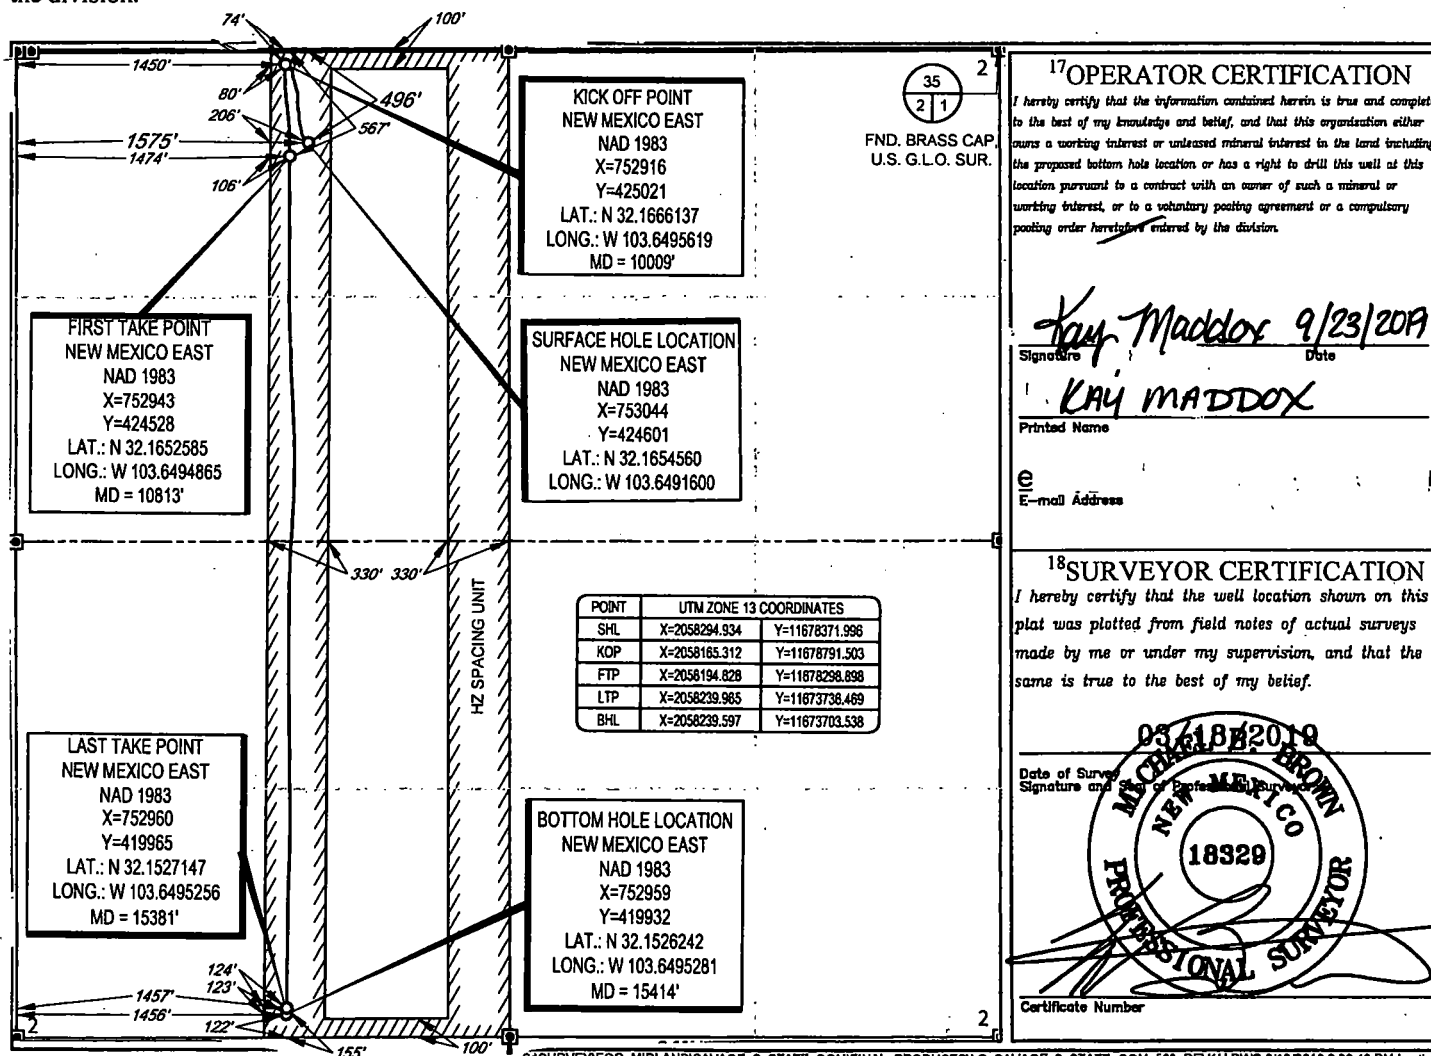 the division.
74'
100'
1450'
80'
206'
496'
567'
1575'
1474'
106'
KICK OFF POINT
NEW MEXICO EAST
NAD 1983
X=752916
Y=425021
LAT.: N 32.1666137
LONG.: W 103.6495619
MD = 10009'
35
2 1
FND. BRASS CAP,
U.S. G.L.O. SUR.
2
FIRST TAKE POINT
NEW MEXICO EAST
NAD 1983
X=752943
Y=424528
LAT.: N 32.1652585
LONG.: W 103.6494865
MD = 10813'
SURFACE HOLE LOCATION
NEW MEXICO EAST
NAD 1983
X=753044
Y=424601
LAT.: N 32.1654560
LONG.: W 103.6491600
330' 330'
HZ SPACING UNIT
POINT UTM ZONE 13 COORDINATES
SHL X=2058294.934 Y=11678371.996
KOP X=2058165.312 Y=11678791.503
FTP X=2058194.828 Y=11678298.898
LTP X=2058239.965 Y=11673736.469
BHL X=2058239.597 Y=11673703.538
LAST TAKE POINT
NEW MEXICO EAST
NAD 1983
X=752960
Y=419965
LAT.: N 32.1527147
LONG.: W 103.6495256
MD = 15381'
BOTTOM HOLE LOCATION
NEW MEXICO EAST
NAD 1983
X=752959
Y=419932
LAT.: N 32.1526242
LONG.: W 103.6495281
MD = 15414'
124'
123'
1457'
1456'
122'
155'
100'
2
2
17 OPERATOR CERTIFICATION
I hereby certify that the information contained herein is true and complete
to the best of my knowledge and belief, and that this organization either
owns a working interest or unleased mineral interest in the land including
the proposed bottom hole location or has a right to drill this well at this
location pursuant to a contract with an owner of such a mineral or
working interest, or to a voluntary pooling agreement or a compulsory
pooling order heretofore entered by the division.
Kay Maddox 9/23/2019
Signature Date
KAY MADDOX
Printed Name
e
E-mail Address
18 SURVEYOR CERTIFICATION
I hereby certify that the well location shown on this
plat was plotted from field notes of actual surveys
made by me or under my supervision, and that the
same is true to the best of my belief.
03/18/2019
Date of Survey
Signature and Seal of Professional Surveyor
MICHAEL B. BROWN
NEW MEXICO
18329
PROFESSIONAL SURVEYOR
Certificate Number